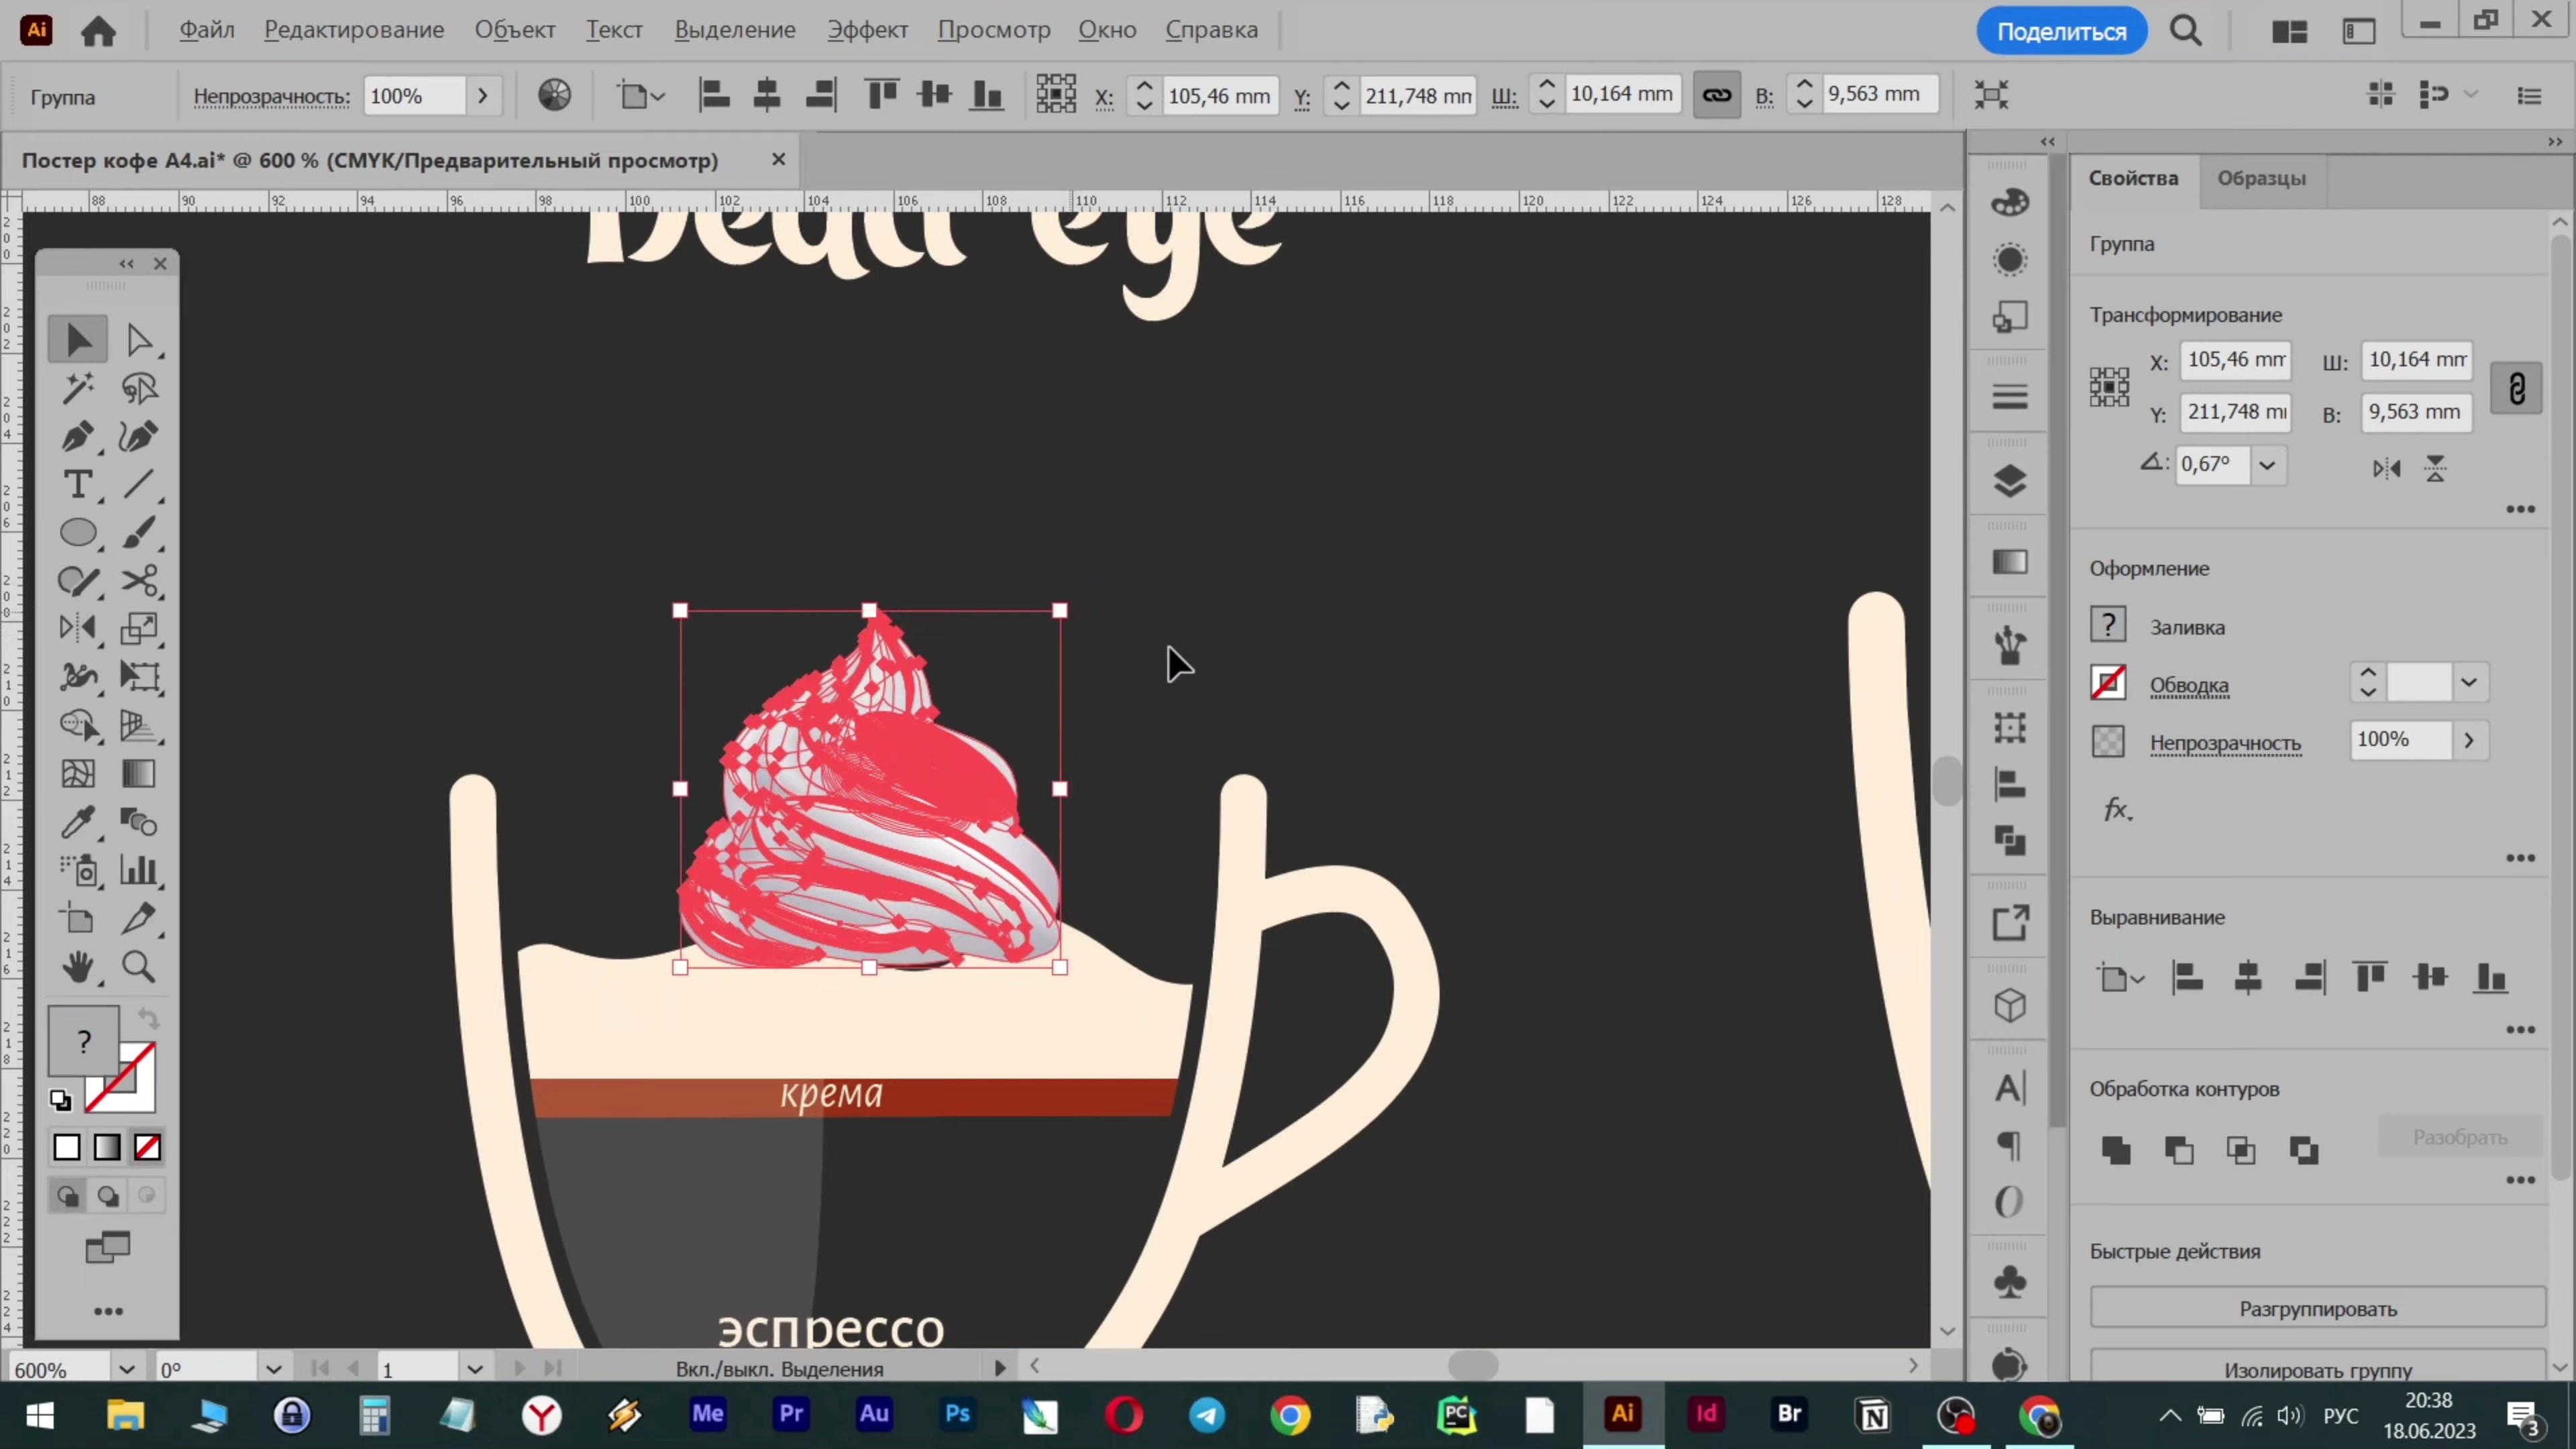 Ai
Файл Редактирование Объект Текст Выделение Эффект Просмотр Окно Справка
Поделиться
Группа
Непрозрачность: 100%
X: 105,46 mm
Y: 211,748 mm
Ш: 10,164 mm
В: 9,563 mm
Постер кофе А4.ai* @ 600 % (CMYK/Предварительный просмотр)
88 90 92 94 96 98 100 102 104 106 108 110 112 114 116 118 120 122 124 126 128
Dead eye
крема
эспрессо
?
600%
0°
1
Вкл./выкл. Выделения
Свойства Образцы
Группа
Трансформирование
X: 105,46 mm
Ш: 10,164 mm
Y: 211,748 m
В: 9,563 mm
0,67°
Оформление
? Заливка
Обводка
Непрозрачность 100%
fx.
Выравнивание
Обработка контуров
Разобрать
Быстрые действия
Разгруппировать
Изолировать группу
Me Pr Au Ps PC Ai Id Br N
РУС
20:38
18.06.2023
3